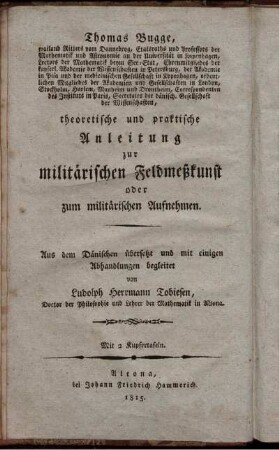 Thomas Bugge,
weiland Ritters vom Dannebrog, Etatsraths und Professors der
Mathematik und Astronomie an der Universität in Kopenhagen,
Lectors der Mathematik beym See-Etat, Ehrenmitgliedes der
kayserl. Akademie der Wissenschaften in Petersburg, der Akademie
in Pisa und der medicinischen Gesellschaft in Kopenhagen, ordent-
lichen Mitgliedes der Akademien und Gesellschaften in London,
Stockholm, Harlem, Manheim und Drontheim, Correspondenten
des Instituts in Paris, Secretairs der dänisch. Gesellschaft
der Wissenschaften,
theoretische und praktische
Anleitung
zur
militärischen Feldmeßkunst
oder
zum militärischen Aufnehmen.
Aus dem Dänischen übersetzt und mit einigen
Abhandlungen begleitet
von
Ludolph Herrmann Tobiesen,
Doctor der Philosophie und Lehrer der Mathematik in Altona.
Mit 2 Kupfertafeln.
Altona,
bei Johann Friedrich Hammerich.
1815.